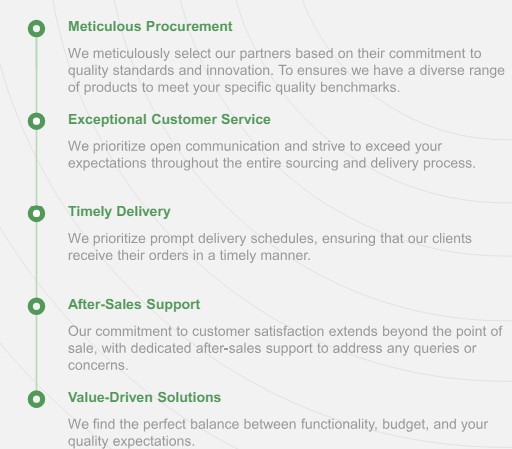 Meticulous Procurement
We meticulously select our partners based on their commitment to
quality standards and innovation. To ensures we have a diverse range
of products to meet your specific quality benchmarks.
Exceptional Customer Service
We prioritize open communication and strive to exceed your
expectations throughout the entire sourcing and delivery process.
Timely Delivery
We prioritize prompt delivery schedules, ensuring that our clients
receive their orders in a timely manner.
After-Sales Support
Our commitment to customer satisfaction extends beyond the point of
sale, with dedicated after-sales support to address any queries or
concerns.
Value-Driven Solutions
We find the perfect balance between functionality, budget, and your
quality expectations.